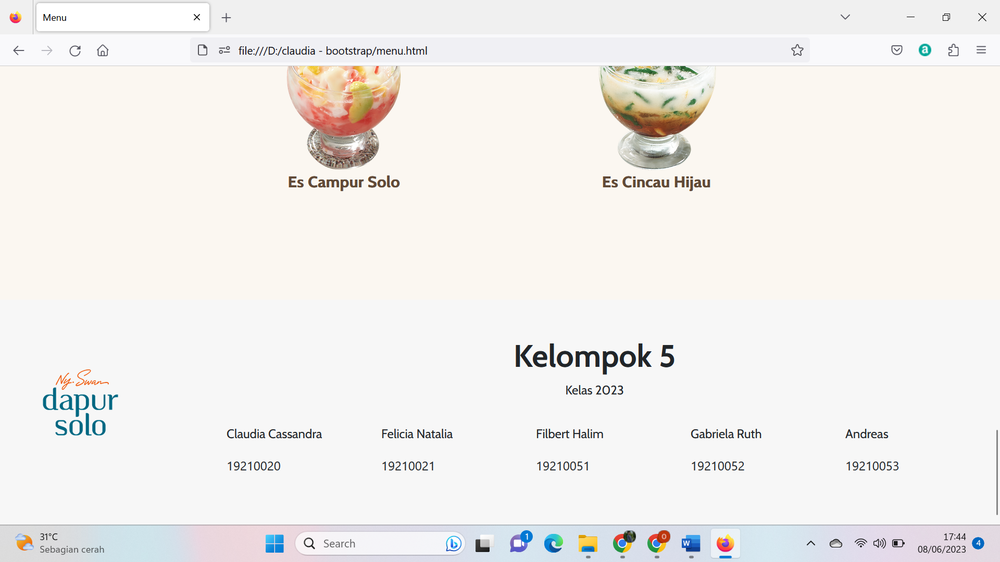 Menu
file:///D:/claudia - bootstrap/menu.html
a
Es Campur Solo
Es Cincau Hijau
Kelompok 5
Kelas 2023
Ny. Swan
dapur
solo
Claudia Cassandra
Felicia Natalia
Filbert Halim
Gabriela Ruth
Andreas
19210020
19210021
19210051
19210052
19210053
31°C
Sebagian cerah
Search
1
0
W
17:44
08/06/2023
4